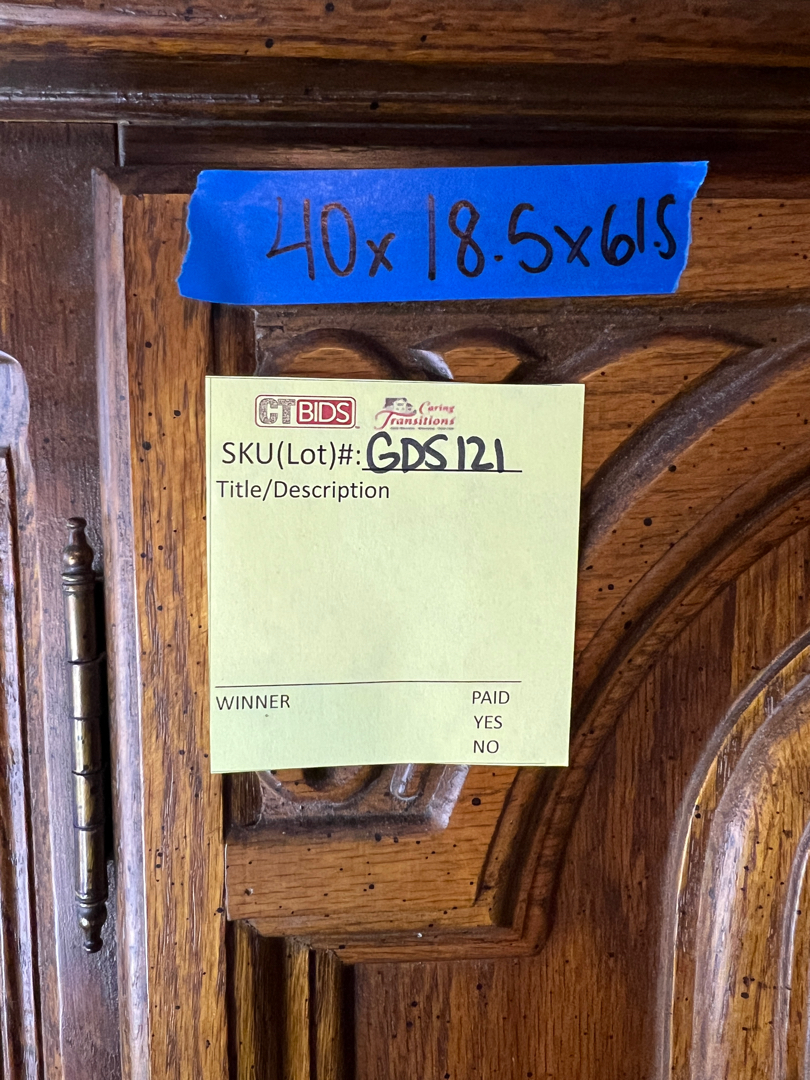 40x18.5x61.5
CTBIDS
Caring
Transitions
SKU(Lot)#: GDS121
Title/Description
WINNER PAID
YES
NO